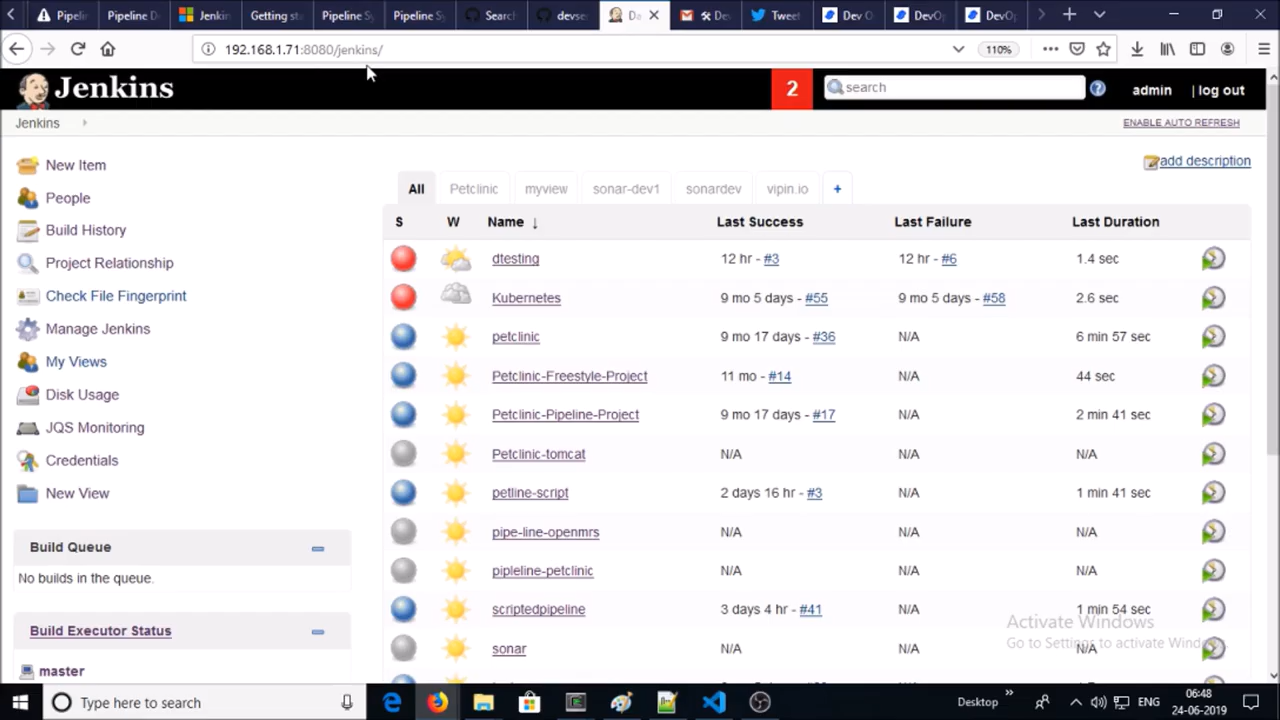 Pipeline
Pipeline D
Jenkin
Getting sta
Pipeline Sy
Pipeline Sy
Search
devse
Da
De
Tweet
Dev O
DevOp
DevOp
192.168.1.71:8080/jenkins/
110%
Jenkins
2
search
admin
| log out
Jenkins
ENABLE AUTO REFRESH
add description
New Item
People
Build History
Project Relationship
Check File Fingerprint
Manage Jenkins
My Views
Disk Usage
JQS Monitoring
Credentials
New View
Build Queue
No builds in the queue.
Build Executor Status
master
All Petclinic myview sonar-dev1 sonardev vipin.io +
S W Name ↓ Last Success Last Failure Last Duration
dtesting 12 hr - #3 12 hr - #6 1.4 sec
Kubernetes 9 mo 5 days - #55 9 mo 5 days - #58 2.6 sec
petclinic 9 mo 17 days - #36 N/A 6 min 57 sec
Petclinic-Freestyle-Project 11 mo - #14 N/A 44 sec
Petclinic-Pipeline-Project 9 mo 17 days - #17 N/A 2 min 41 sec
Petclinic-tomcat N/A N/A N/A
petline-script 2 days 16 hr - #3 N/A 1 min 41 sec
pipe-line-openmrs N/A N/A N/A
pipleline-petclinic N/A N/A N/A
scriptedpipeline 3 days 4 hr - #41 N/A 1 min 54 sec
sonar N/A N/A N/A
Activate Windows
Go to Settings to activate Windows.
Type here to search
Desktop
ENG
06:48
24-06-2019